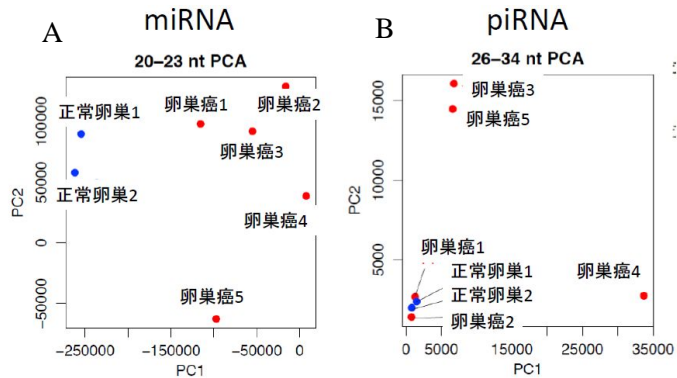 A
miRNA
20–23 nt PCA
PC2
100000
50000
0
−50000
正常卵巣1
正常卵巣2
卵巣癌1
卵巣癌2
卵巣癌3
卵巣癌4
卵巣癌5
−250000
−150000
−50000
0
PC1
B
piRNA
26–34 nt PCA
PC2
15000
10000
5000
卵巣癌3
卵巣癌5
卵巣癌1
正常卵巣1
正常卵巣2
卵巣癌2
卵巣癌4
0
5000
15000
25000
35000
PC1